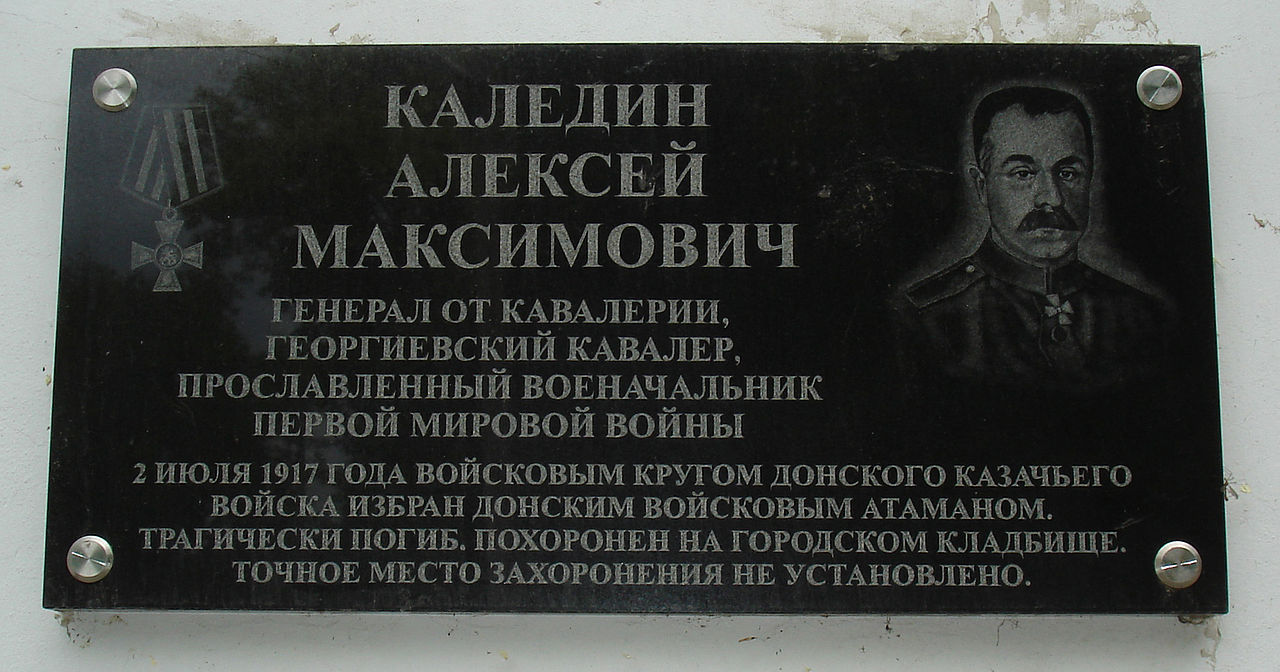 КАЛЕДИН
АЛЕКСЕЙ
МАКСИМОВИЧ
ГЕНЕРАЛ ОТ КАВАЛЕРИИ,
ГЕОРГИЕВСКИЙ КАВАЛЕР,
ПРОСЛАВЛЕННЫЙ ВОЕНАЧАЛЬНИК
ПЕРВОЙ МИРОВОЙ ВОЙНЫ
2 ИЮЛЯ 1917 ГОДА ВОЙСКОВЫМ КРУГОМ ДОНСКОГО КАЗАЧЬЕГО
ВОЙСКА ИЗБРАН ДОНСКИМ ВОЙСКОВЫМ АТАМАНОМ.
ТРАГИЧЕСКИ ПОГИБ. ПОХОРОНЕН НА ГОРОДСКОМ КЛАДБИЩЕ.
ТОЧНОЕ МЕСТО ЗАХОРОНЕНИЯ НЕ УСТАНОВЛЕНО.